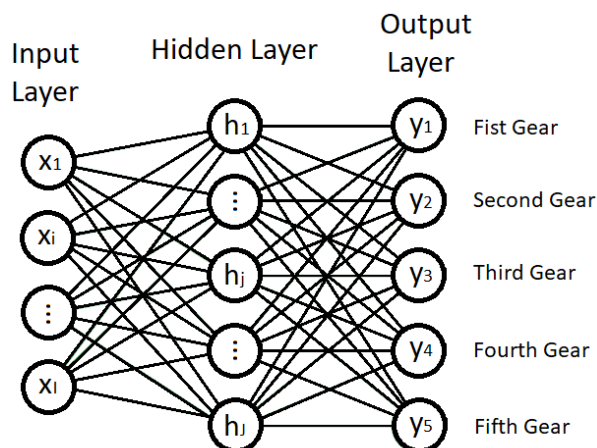 Input
Layer
Hidden Layer
Output
Layer
x1
xi
⋮
xI
h1
⋮
hj
⋮
hJ
y1
y2
y3
y4
y5
Fist Gear
Second Gear
Third Gear
Fourth Gear
Fifth Gear